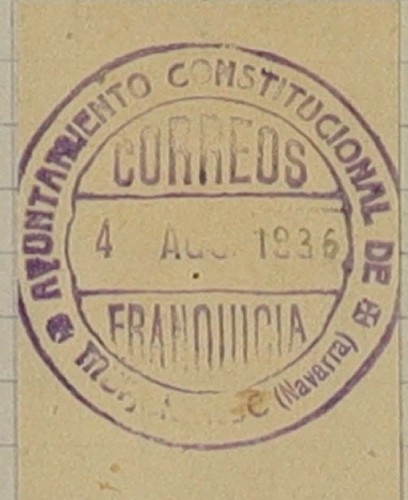 AYUNTAMIENTO CONSTITUCIONAL DE
CORREOS
4 AGO. 1936
FRANQUICIA
(Navarra)